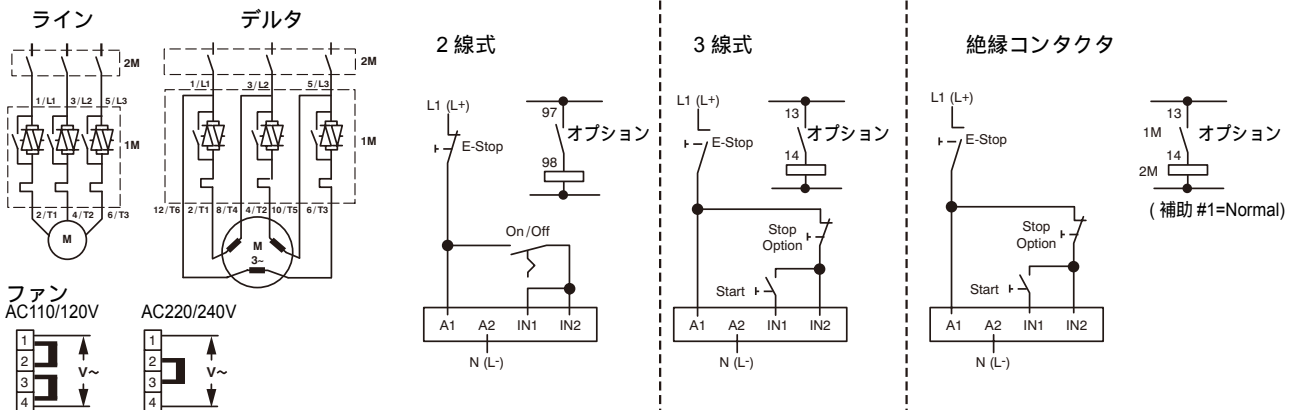 ライン
デルタ
2M
1/L1 3/L2 5/L3
1M
2/T1 4/T2 6/T3
M
2M
1/L1 3/L2 5/L3
1M
12/T6 2/T1 8/T4 4/T2 10/T5 6/T3
M
3~
ファン
AC110/120V
1
2
3
4
V~
AC220/240V
1
2
3
4
V~
2 線式
L1 (L+)
E-Stop
97
オプション
98
On/Off
A1 A2 IN1 IN2
N (L-)
3 線式
L1 (L+)
E-Stop
13
オプション
14
Stop
Option
Start
A1 A2 IN1 IN2
N (L-)
絶縁コンタクタ
L1 (L+)
E-Stop
Stop
Option
Start
A1 A2 IN1 IN2
N (L-)
13
1M オプション
14
2M
( 補助 #1=Normal)